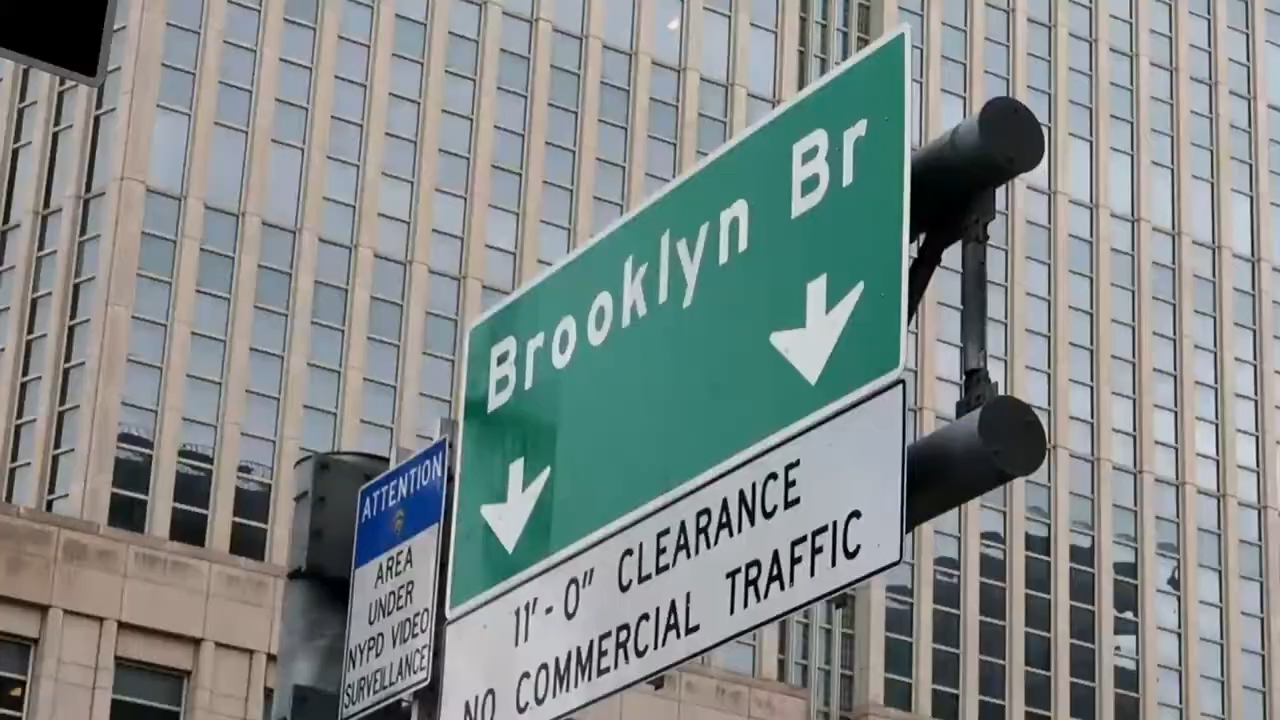 Brooklyn Br
11'-0" CLEARANCE
NO COMMERCIAL TRAFFIC
ATTENTION
AREA
UNDER
NYPD VIDEO
SURVEILLANCE